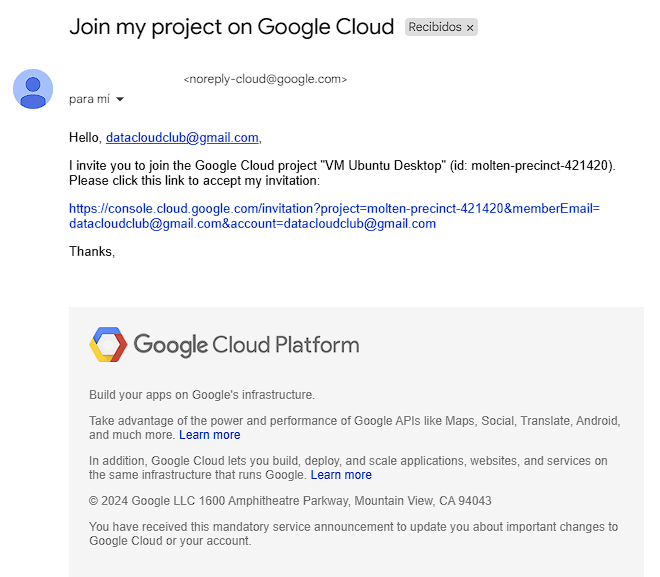 Join my project on Google Cloud Recibidos ×
<noreply-cloud@google.com>
para mí
Hello, datacloudclub@gmail.com,
I invite you to join the Google Cloud project "VM Ubuntu Desktop" (id: molten-precinct-421420).
Please click this link to accept my invitation:
https://console.cloud.google.com/invitation?project=molten-precinct-421420&memberEmail=
datacloudclub@gmail.com&account=datacloudclub@gmail.com
Thanks,
Google Cloud Platform
Build your apps on Google's infrastructure.
Take advantage of the power and performance of Google APIs like Maps, Social, Translate, Android,
and much more. Learn more
In addition, Google Cloud lets you build, deploy, and scale applications, websites, and services on
the same infrastructure that runs Google. Learn more
© 2024 Google LLC 1600 Amphitheatre Parkway, Mountain View, CA 94043
You have received this mandatory service announcement to update you about important changes to
Google Cloud or your account.